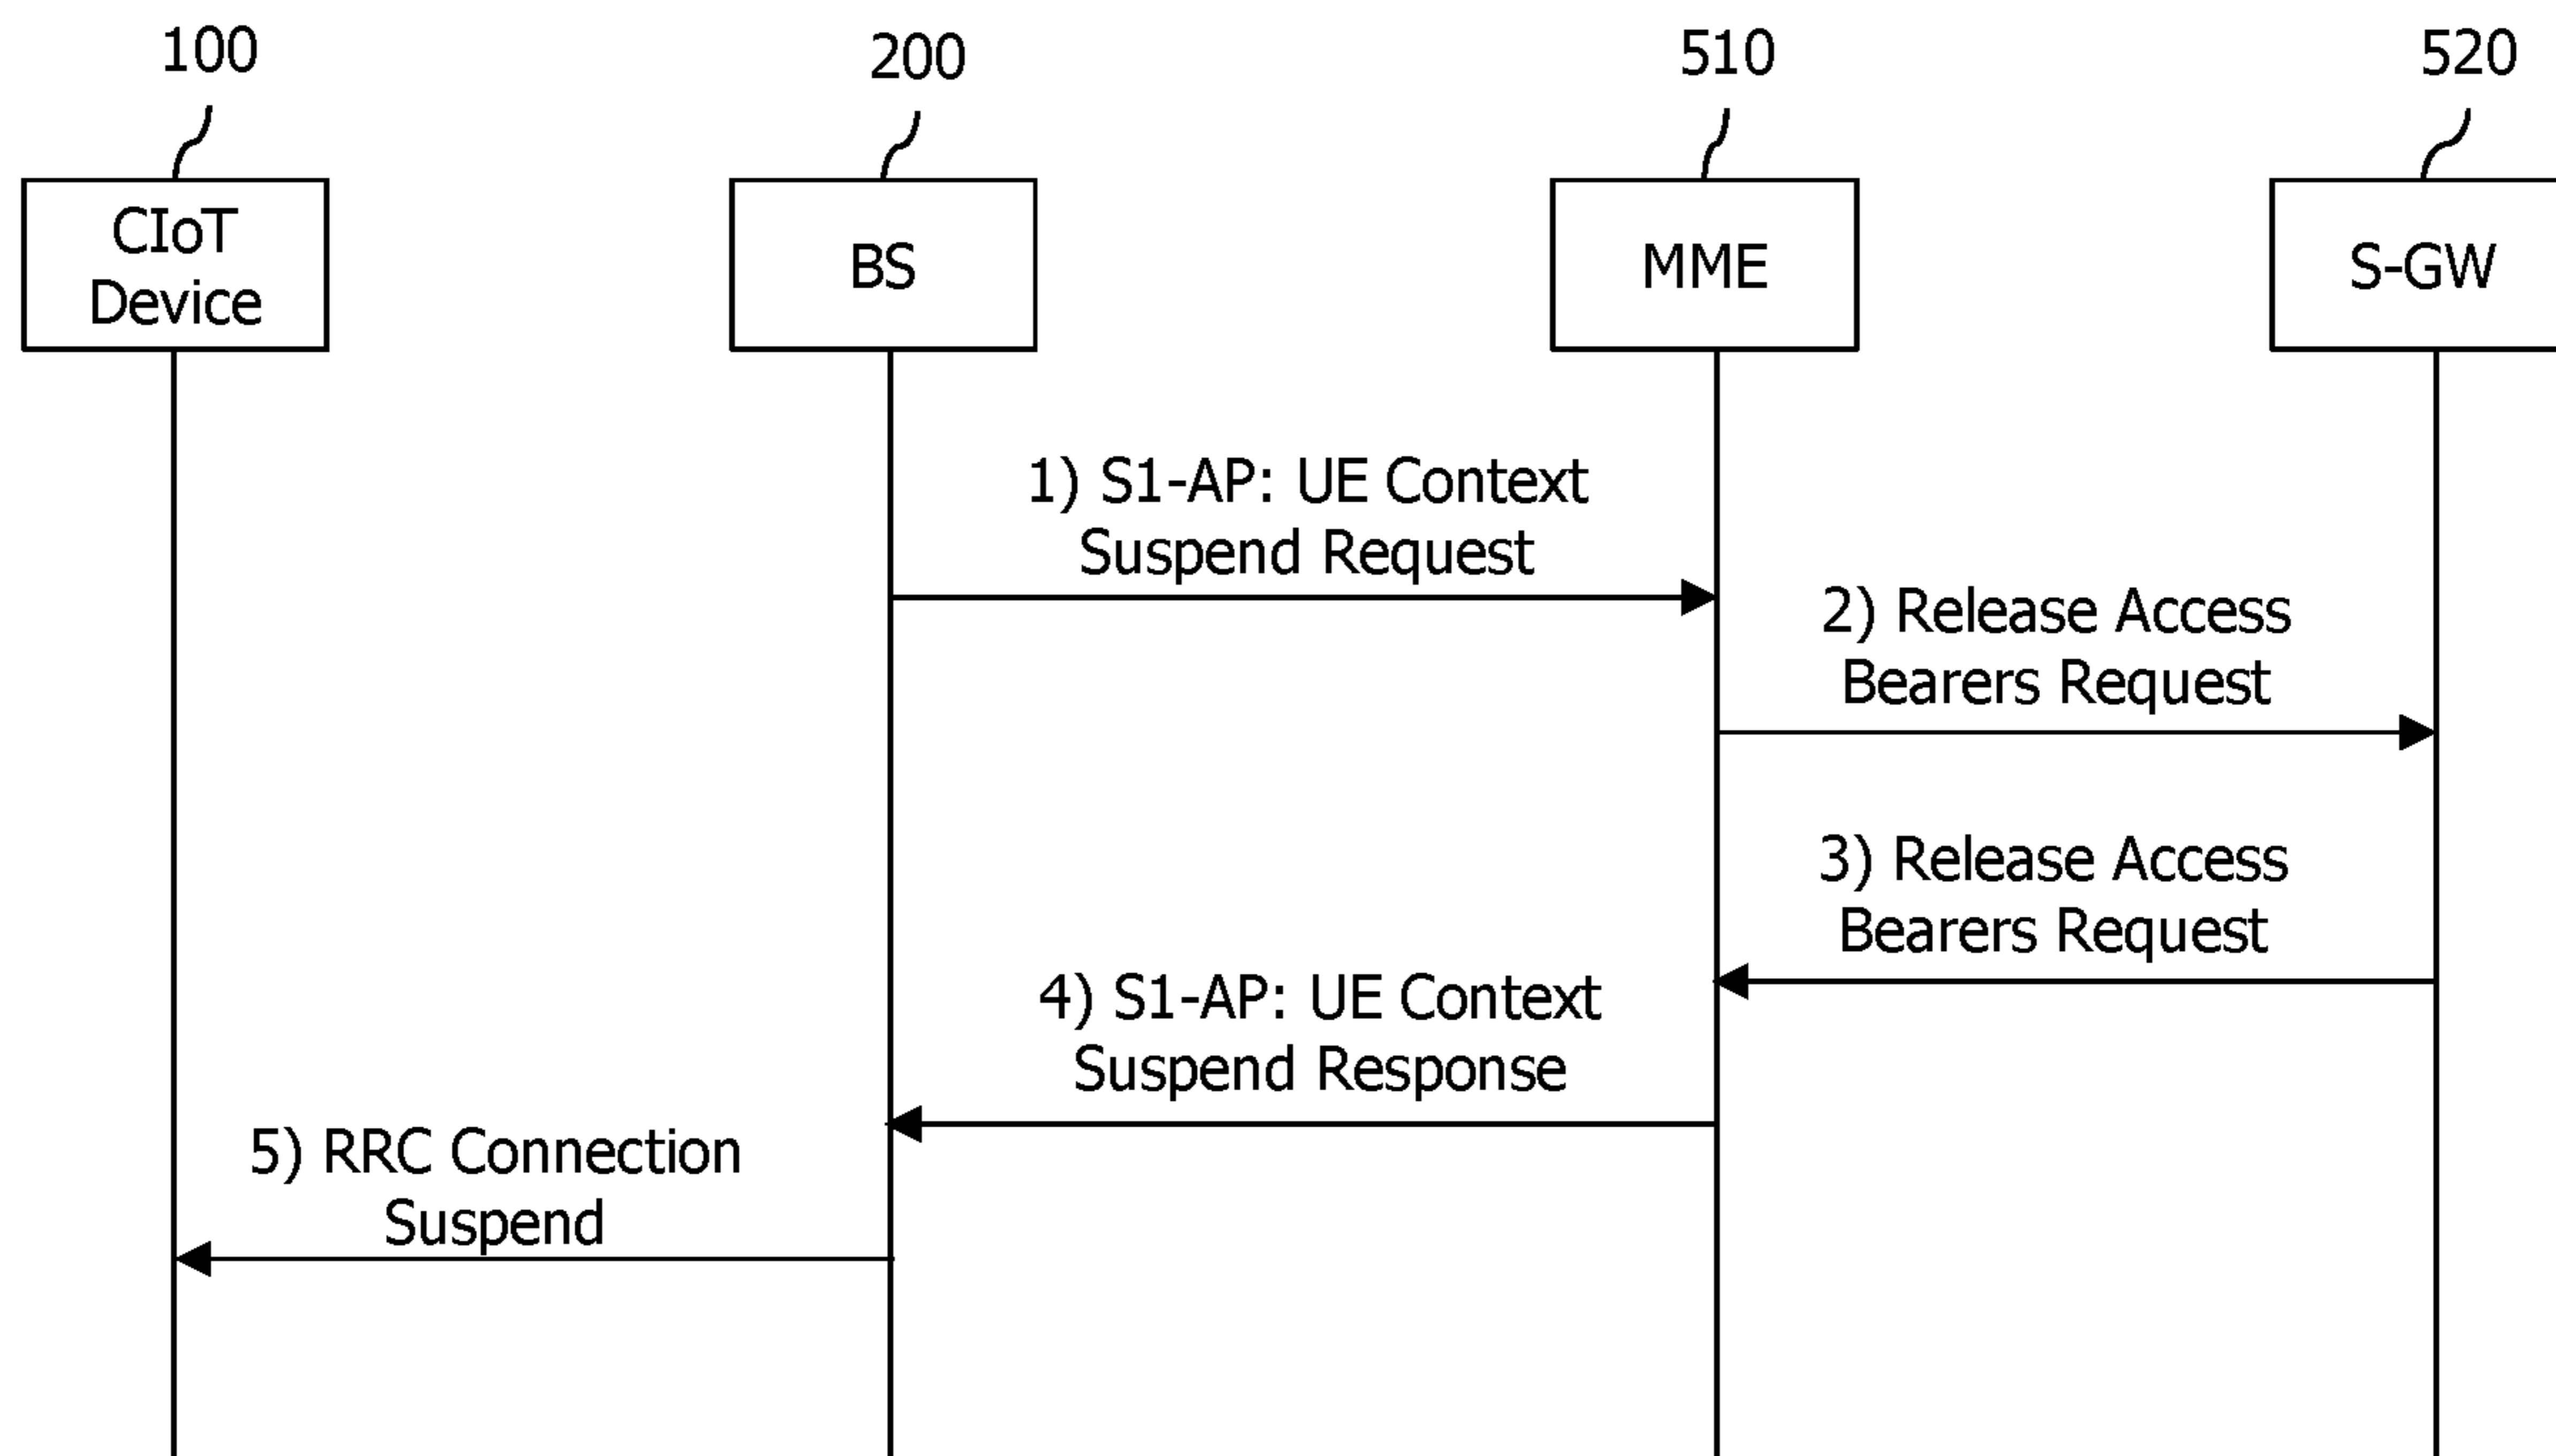 100
200
510
520
CIoT
Device
BS
MME
S-GW
1) S1-AP: UE Context
Suspend Request
2) Release Access
Bearers Request
3) Release Access
Bearers Request
4) S1-AP: UE Context
Suspend Response
5) RRC Connection
Suspend